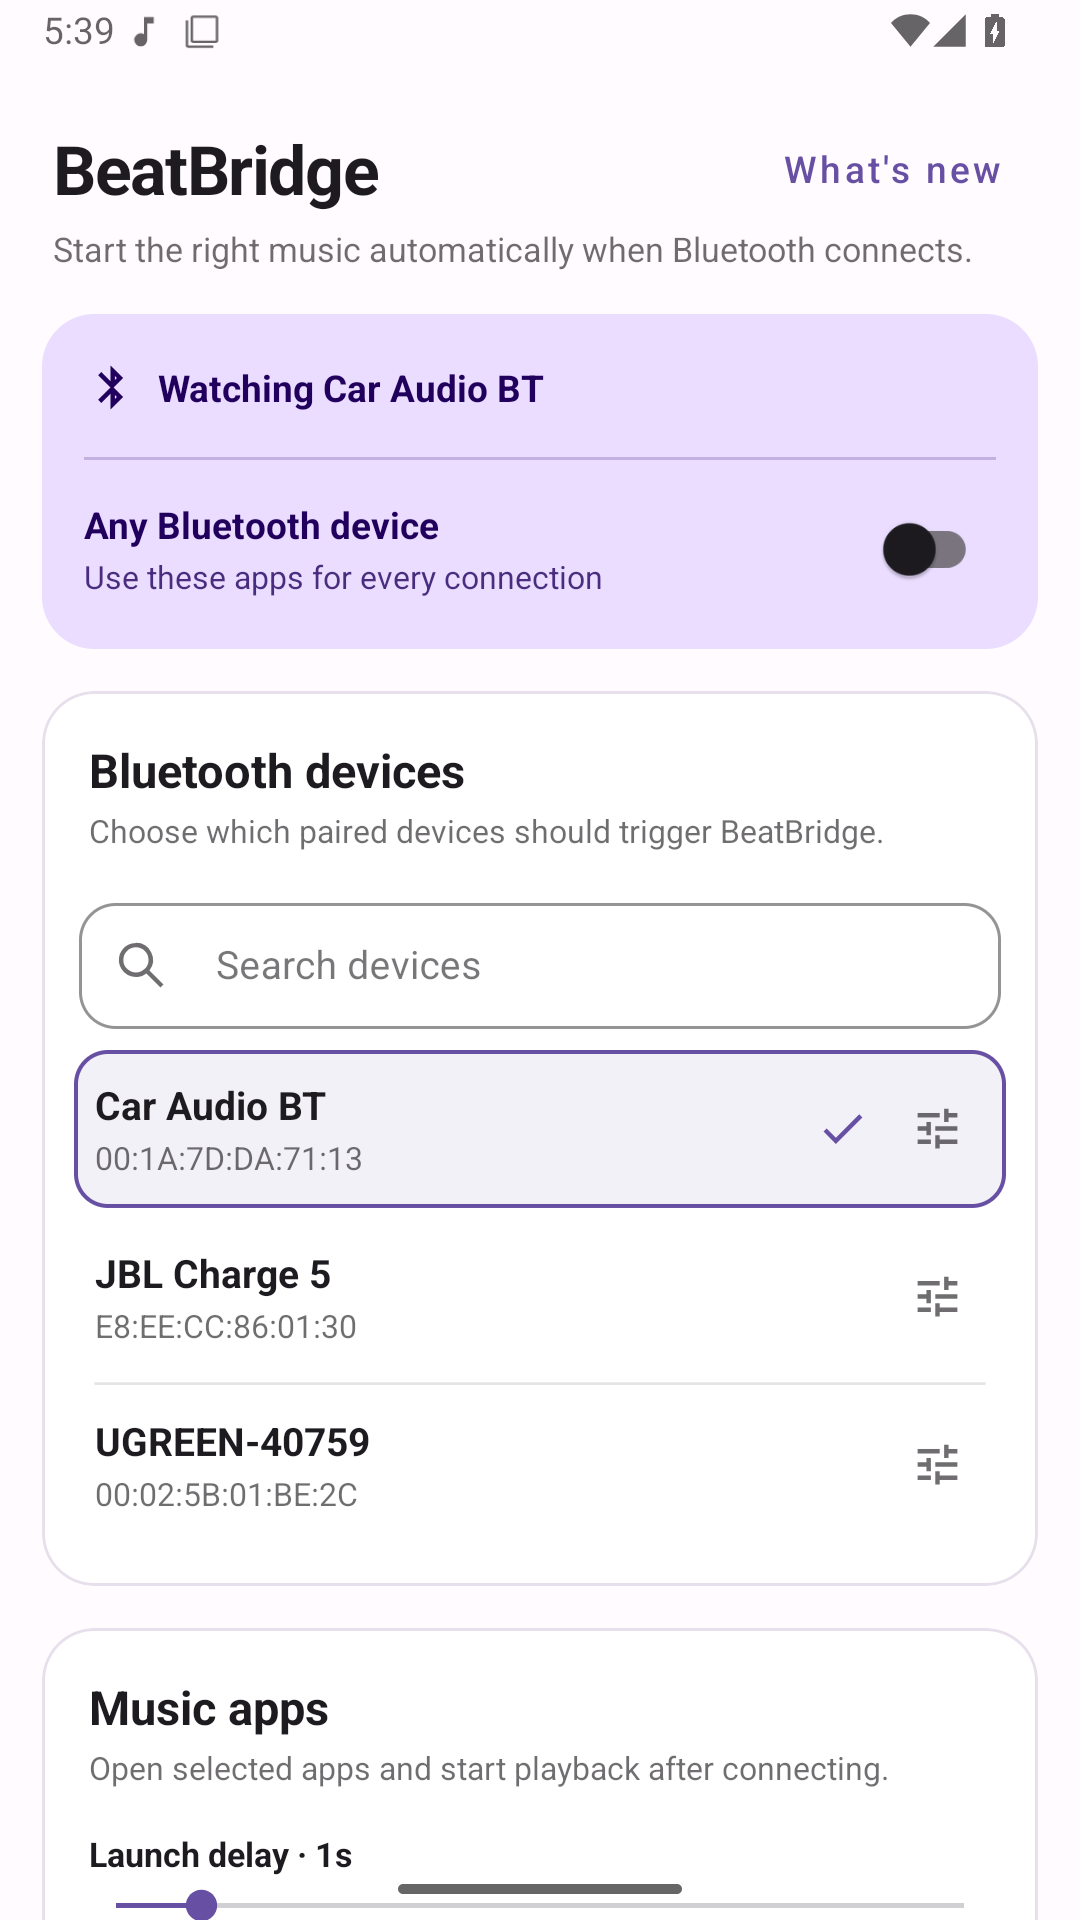 5:39
BeatBridge
What's new
Start the right music automatically when Bluetooth connects.
Watching Car Audio BT
Any Bluetooth device
Use these apps for every connection
Bluetooth devices
Choose which paired devices should trigger BeatBridge.
Search devices
Car Audio BT
00:1A:7D:DA:71:13
JBL Charge 5
E8:EE:CC:86:01:30
UGREEN-40759
00:02:5B:01:BE:2C
Music apps
Open selected apps and start playback after connecting.
Launch delay · 1s